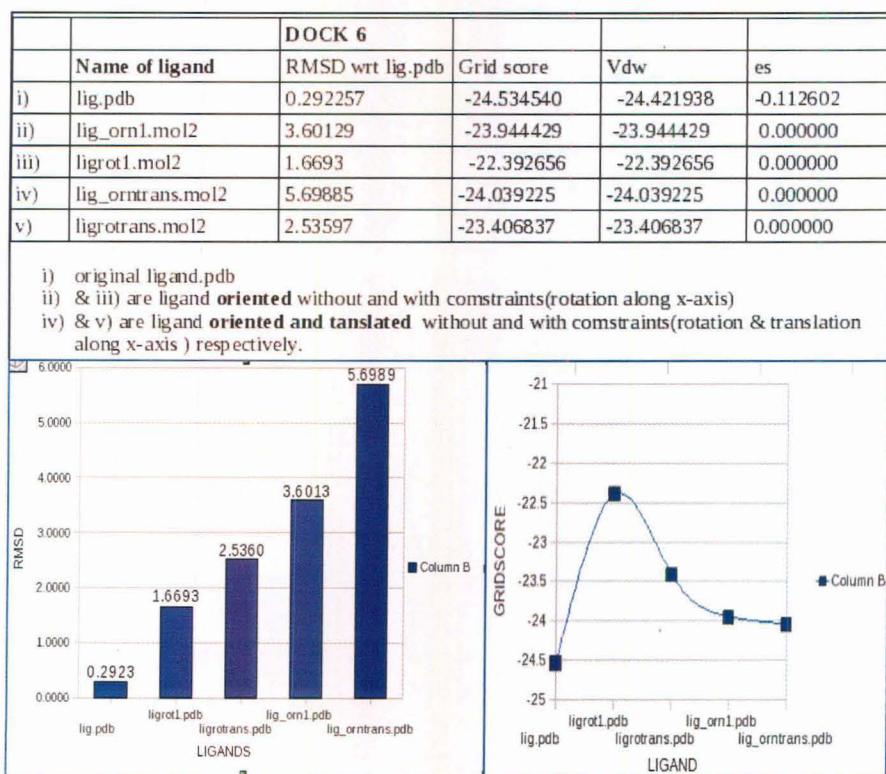 DOCK 6
Name of ligand RMSD wrt lig.pdb Grid score Vdw es
i) lig.pdb 0.292257 -24.534540 -24.421938 -0.112602
ii) lig_orn1.mol2 3.60129 -23.944429 -23.944429 0.000000
iii) ligrot1.mol2 1.6693 -22.392656 -22.392656 0.000000
iv) lig_orntrans.mol2 5.69885 -24.039225 -24.039225 0.000000
v) ligrotrans.mol2 2.53597 -23.406837 -23.406837 0.000000
i) original ligand.pdb
ii) & iii) are ligand oriented without and with comstraints(rotation along x-axis)
iv) & v) are ligand oriented and tanslated without and with comstraints(rotation & translation
along x-axis ) respectively.
6.0000
5.0000
4.0000
3.0000
2.0000
1.0000
0.0000
RMSD
0.2923
1.6693
2.5360
3.6013
5.6989
Column B
ligrot1.pdb lig_orn1.pdb
lig.pdb ligrotrans.pdb lig_orntrans.pdb
LIGANDS
-21
-21.5
-22
-22.5
-23
-23.5
-24
-24.5
-25
GRIDSCORE
Column B
ligrot1.pdb lig_orn1.pdb
lig.pdb ligrotrans.pdb lig_orntrans.pdb
LIGAND